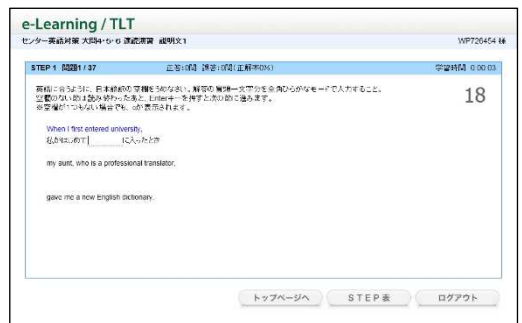 e-Learning / TLT
センター英語対策 大問4・5・6 速読演習 説明文1
WP726454 様
STEP 1 問題1 / 37
正答:0問 誤答:0問(正解率0%)
学習時間 0:00:03
英語に合うように、日本語訳の空欄をうめなさい。解答の第一文字分を全角ひらがなモードで入力すること。
空欄のない節は読み終わったあと、Enterキーを押すと次の節に進みます。
※空欄が1つもない場合でも、0が表示されます。
18
When I first entered university,
私がはじめて に入ったとき
my aunt, who is a professional translator,
gave me a new English dictionary.
トップページへ
STEP表
ログアウト